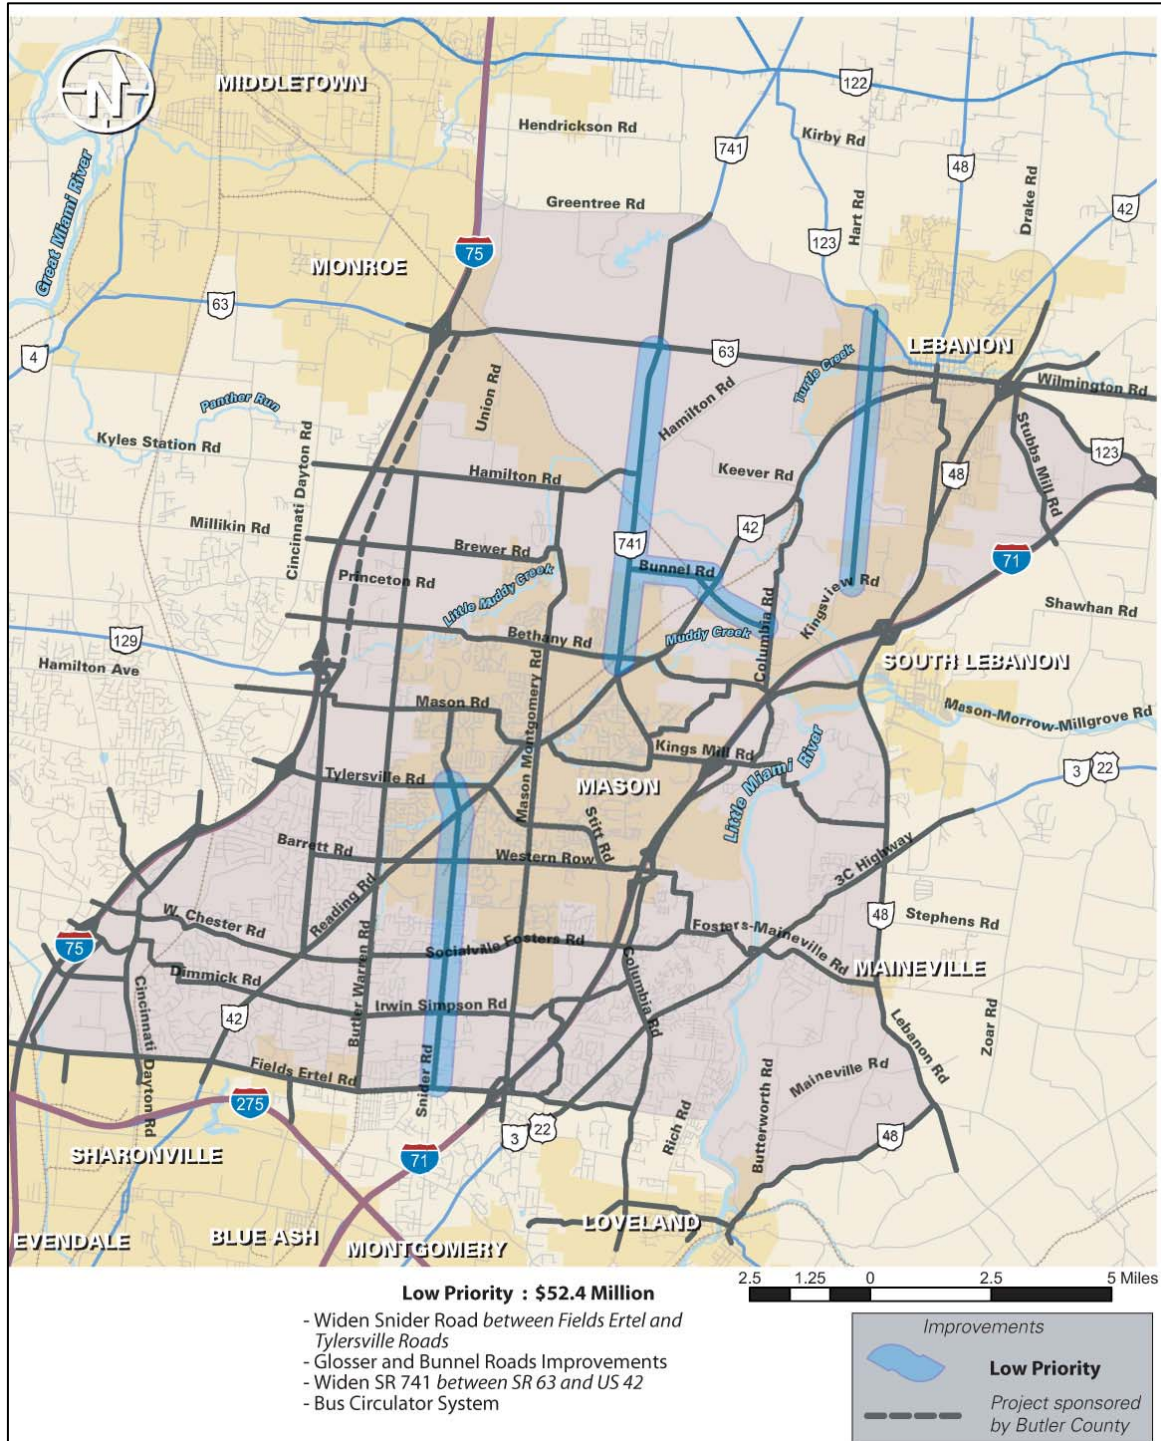 N
MIDDLETOWN
122
Hendrickson Rd
Kirby Rd
741
48
Hart Rd
Drake Rd
42
Great Miami River
Greentree Rd
123
75
MONROE
63
4
63
LEBANON
Turtle Creek
Wilmington Rd
Panther Run
Union Rd
Hamilton Rd
Stubbs Mill Rd
123
Kyles Station Rd
Cincinnati Dayton Rd
Hamilton Rd
Keever Rd
48
Millikin Rd
Brewer Rd
741
42
71
Princeton Rd
Bunnel Rd
Little Muddy Creek
Kingsview Rd
Shawhan Rd
129
Bethany Rd
Muddy Creek
Columbia Rd
Hamilton Ave
SOUTH LEBANON
Mason Montgomery Rd
Mason Rd
Mason-Morrow-Millgrove Rd
Kings Mill Rd
Little Miami River
3
22
Tylersville Rd
MASON
Stitt Rd
Barrett Rd
Western Row
3C Highway
Reading Rd
W. Chester Rd
48
Stephens Rd
75
Socialville Fosters Rd
Fosters-Maineville Rd
MAINEVILLE
Dimmick Rd
Butler Warren Rd
Columbia Rd
Cincinnati Dayton Rd
42
Irwin Simpson Rd
Lebanon Rd
Zoar Rd
Fields Ertel Rd
Snider Rd
Maineville Rd
275
Butterworth Rd
Rich Rd
3
22
48
SHARONVILLE
71
EVENDALE
BLUE ASH
MONTGOMERY
LOVELAND
2.5 1.25 0 2.5 5 Miles
Low Priority : $52.4 Million
- Widen Snider Road between Fields Ertel and
Tylersville Roads
- Glosser and Bunnel Roads Improvements
- Widen SR 741 between SR 63 and US 42
- Bus Circulator System
Improvements
Low Priority
Project sponsored
by Butler County